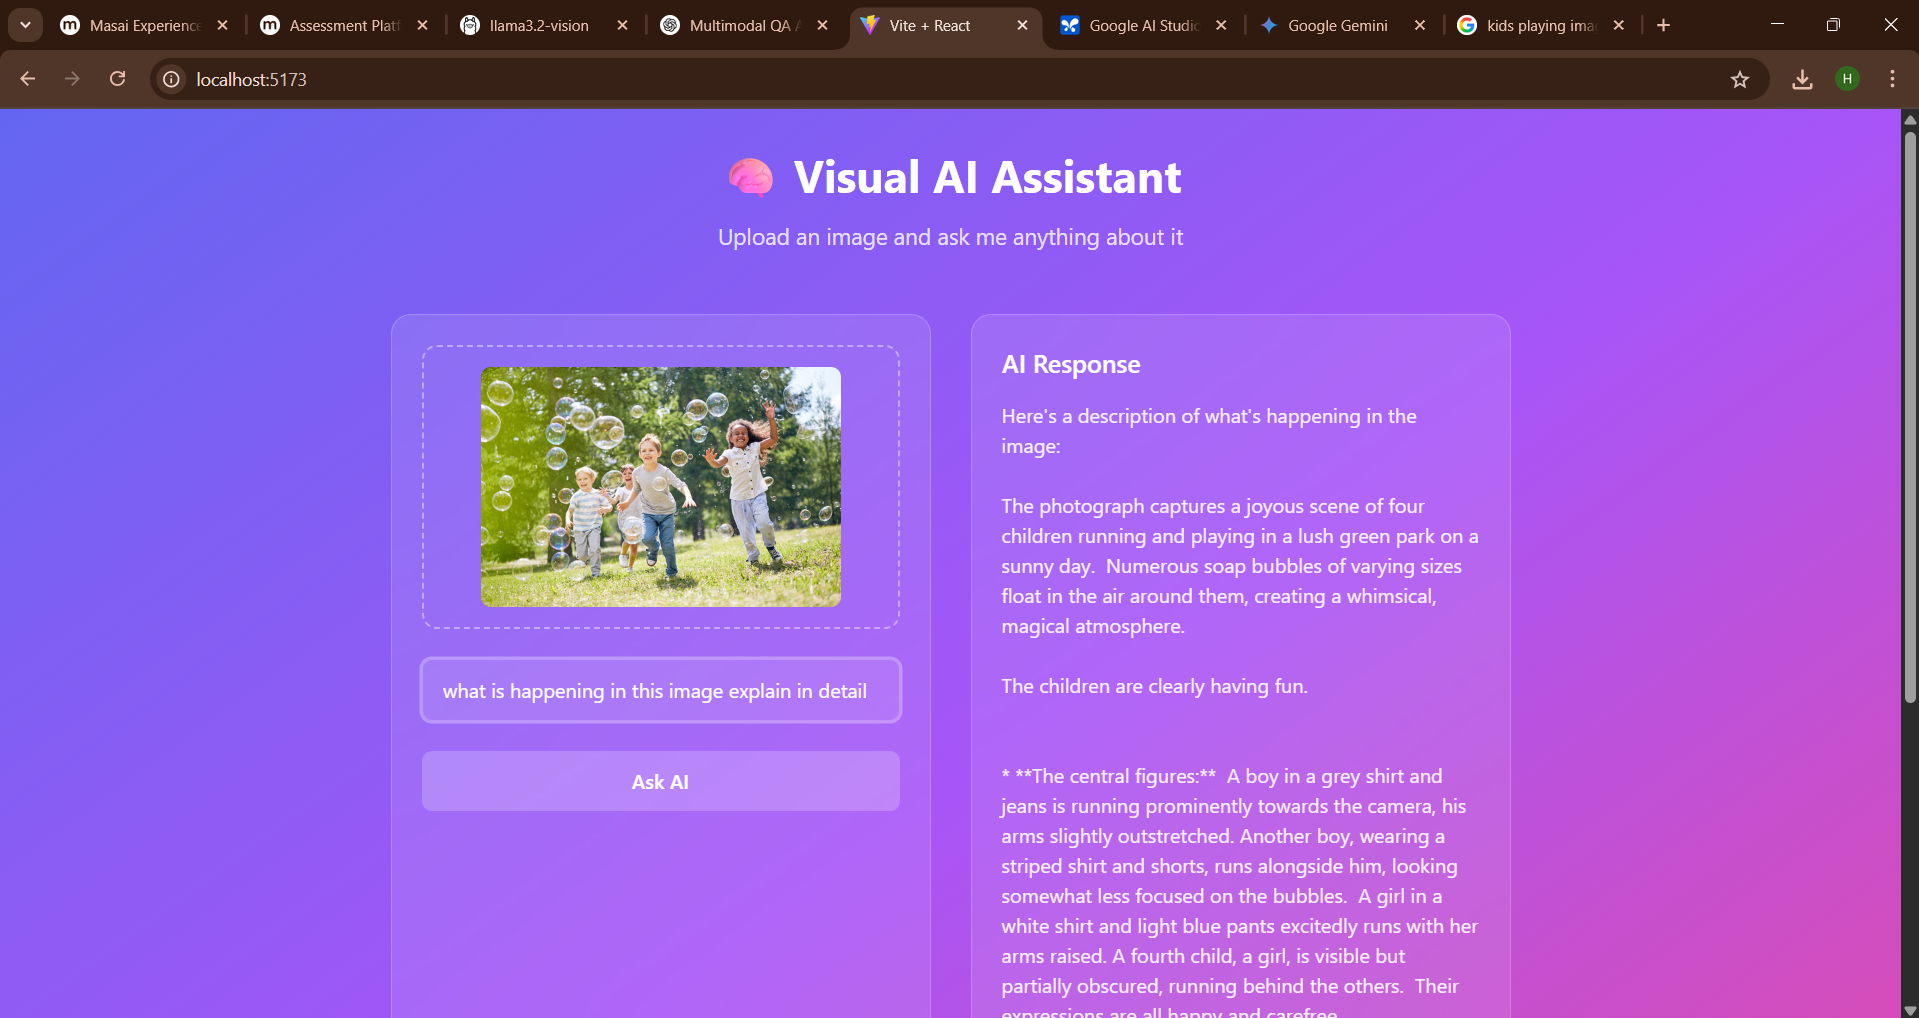 Masai Experience
Assessment Platf
llama3.2-vision
Multimodal QA A
Vite + React
Google AI Studio
Google Gemini
kids playing imag
localhost:5173
H
Visual AI Assistant
Upload an image and ask me anything about it
what is happening in this image explain in detail
Ask AI
AI Response
Here's a description of what's happening in the
image:
The photograph captures a joyous scene of four
children running and playing in a lush green park on a
sunny day.  Numerous soap bubbles of varying sizes
float in the air around them, creating a whimsical,
magical atmosphere.
The children are clearly having fun.
* **The central figures:**  A boy in a grey shirt and
jeans is running prominently towards the camera, his
arms slightly outstretched. Another boy, wearing a
striped shirt and shorts, runs alongside him, looking
somewhat less focused on the bubbles.  A girl in a
white shirt and light blue pants excitedly runs with her
arms raised. A fourth child, a girl, is visible but
partially obscured, running behind the others.  Their
expressions are all happy and carefree.